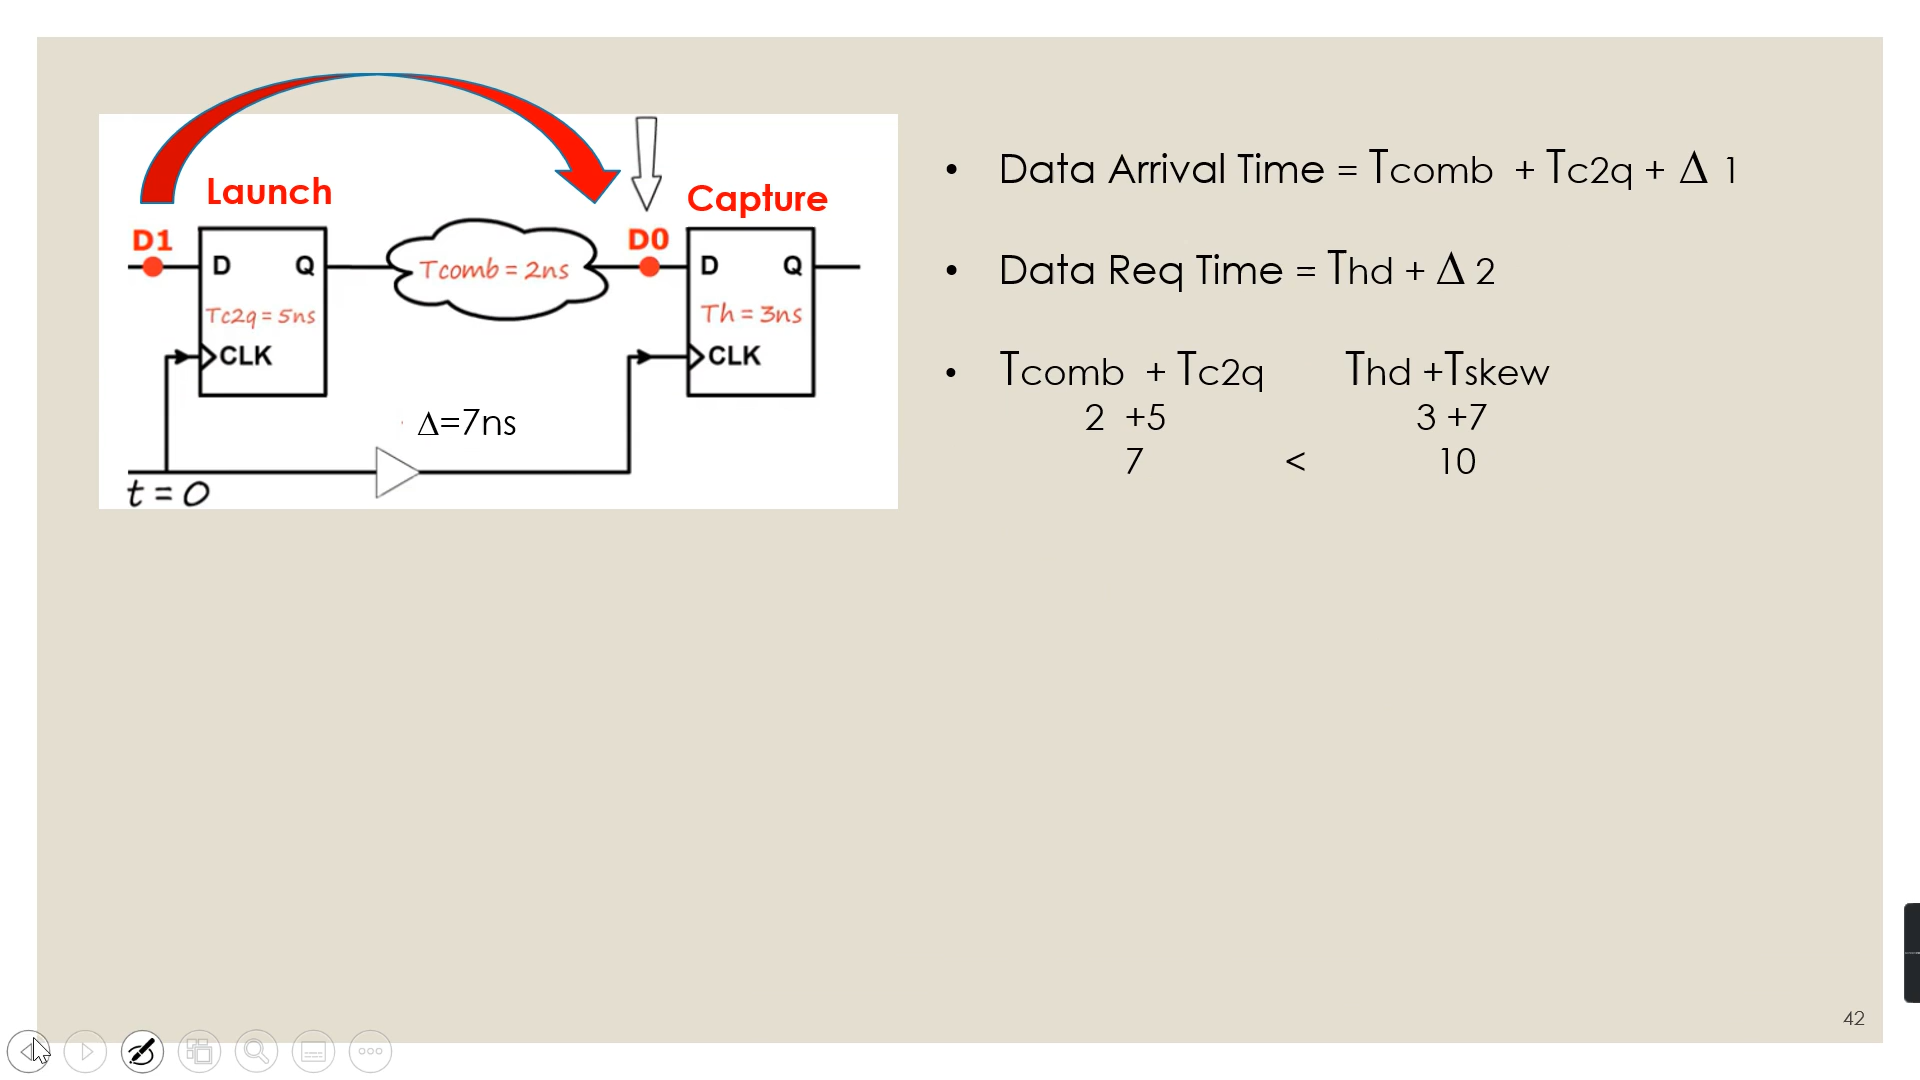 Launch
Capture
D1
D0
D
Q
Tcomb = 2ns
D
Q
Tc2q = 5ns
Th = 3ns
CLK
CLK
Δ=7ns
t = 0
• Data Arrival Time = Tcomb + Tc2q + Δ 1
• Data Req Time = Thd + Δ 2
• Tcomb + Tc2q Thd +Tskew
2 +5 3 +7
7 < 10
42